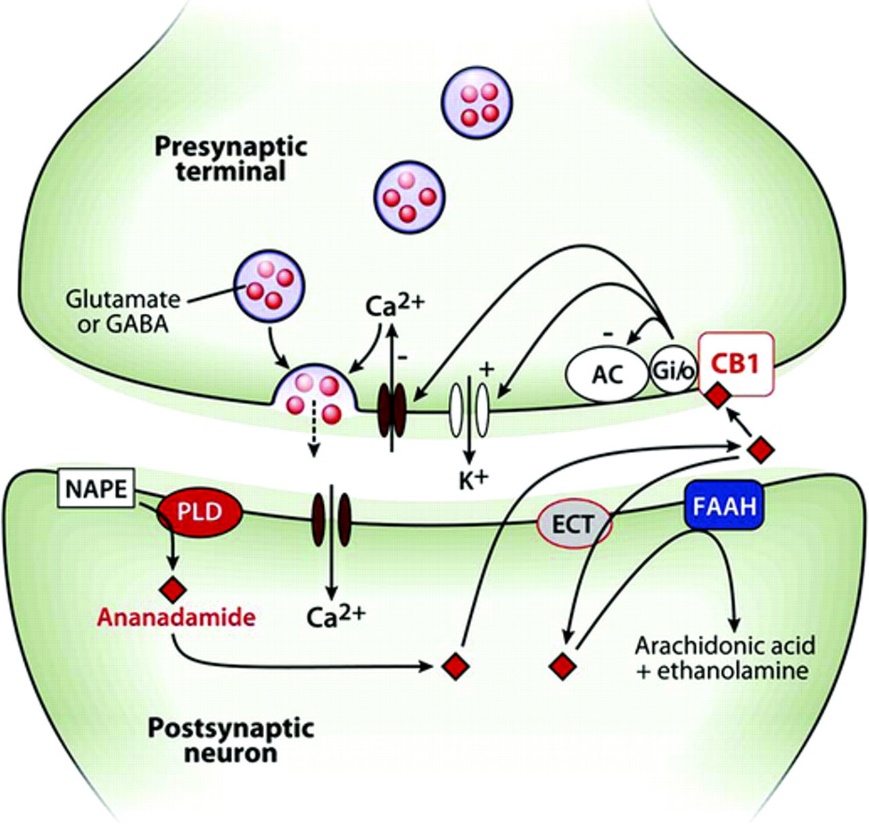 Presynaptic
terminal
Glutamate
or GABA
Ca2+
-
+
-
AC
Gi/o
CB1
K+
NAPE
PLD
ECT
FAAH
Ananadamide
Ca2+
Arachidonic acid
+ ethanolamine
Postsynaptic
neuron